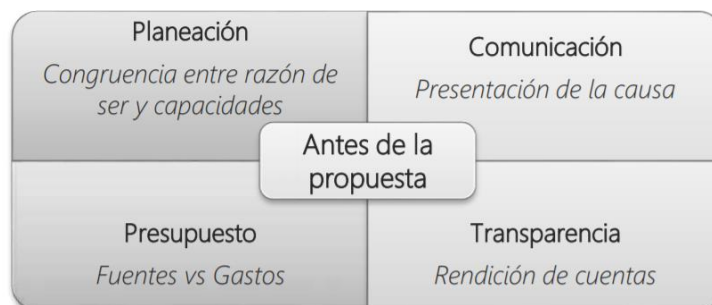 Planeación
Congruencia entre razón de
ser y capacidades
Comunicación
Presentación de la causa
Antes de la
propuesta
Presupuesto
Fuentes vs Gastos
Transparencia
Rendición de cuentas